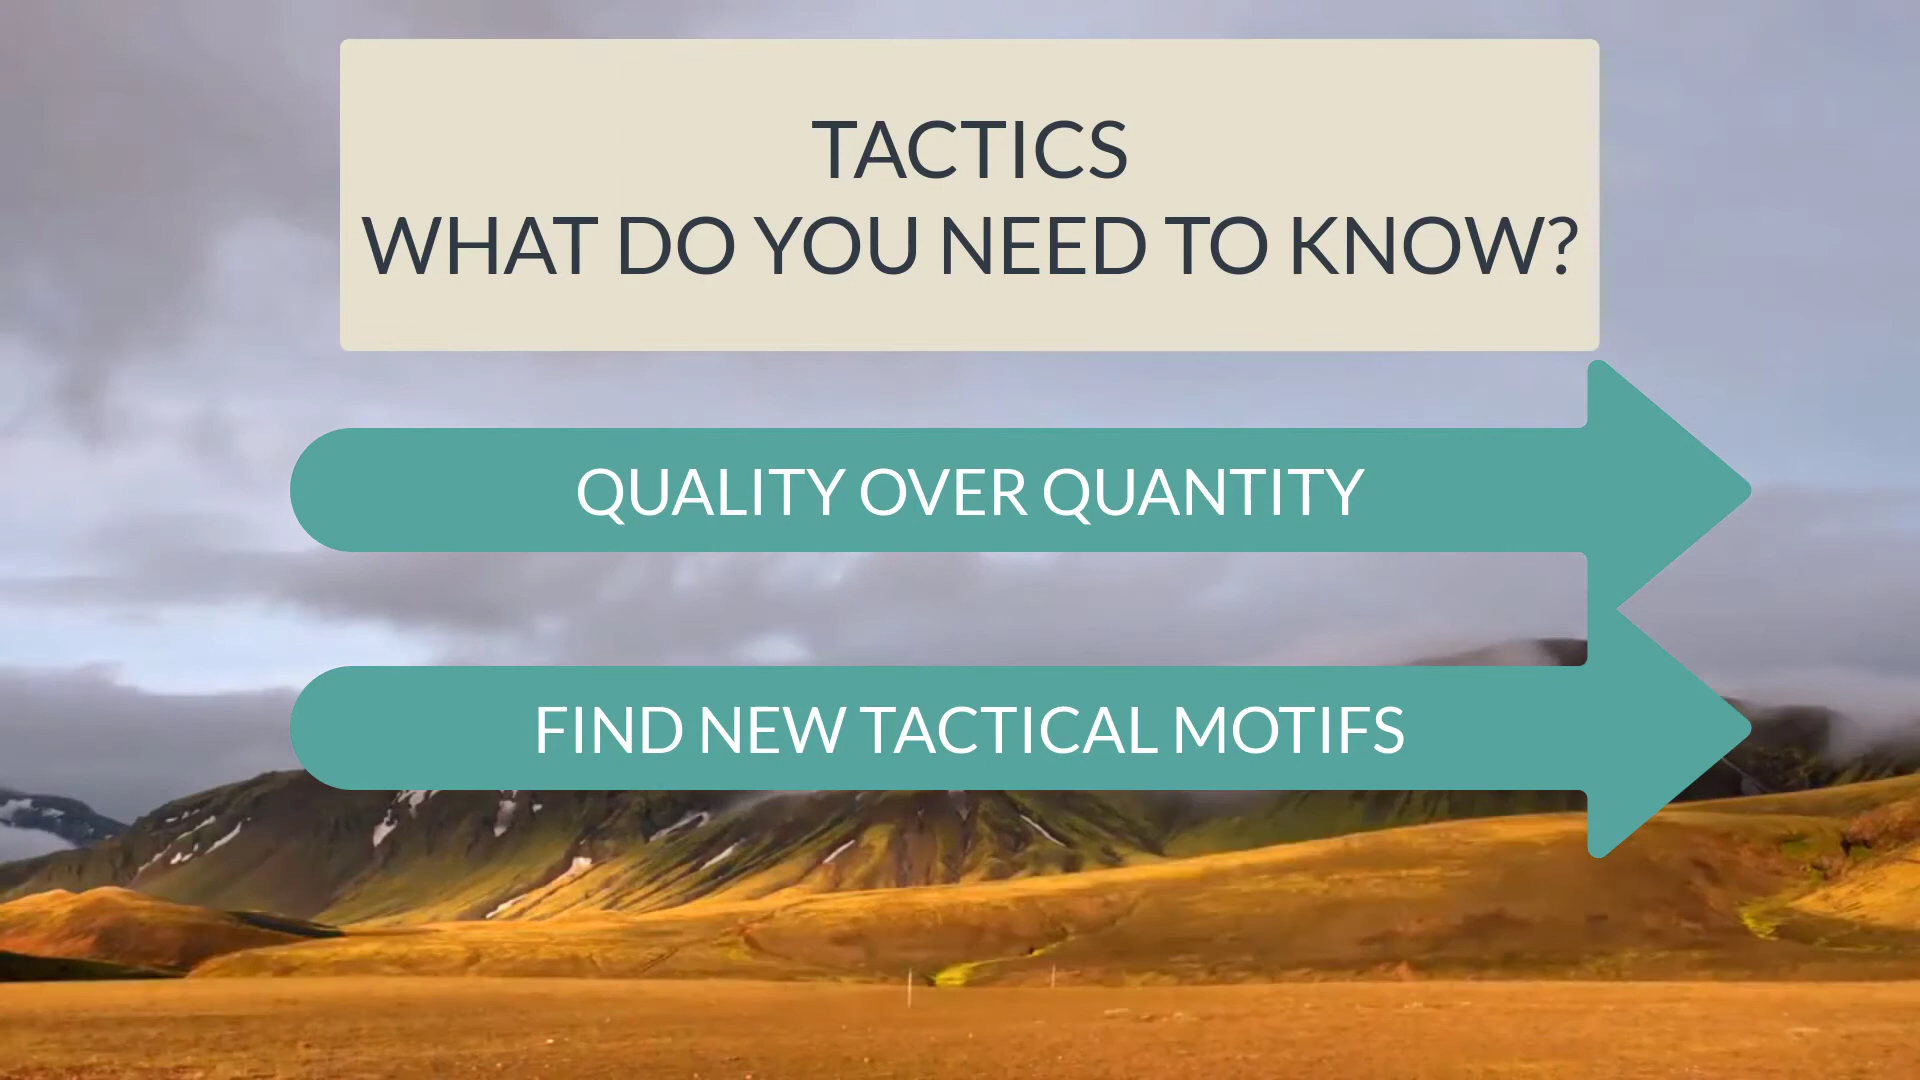 TACTICS
WHAT DO YOU NEED TO KNOW?
QUALITY OVER QUANTITY
FIND NEW TACTICAL MOTIFS